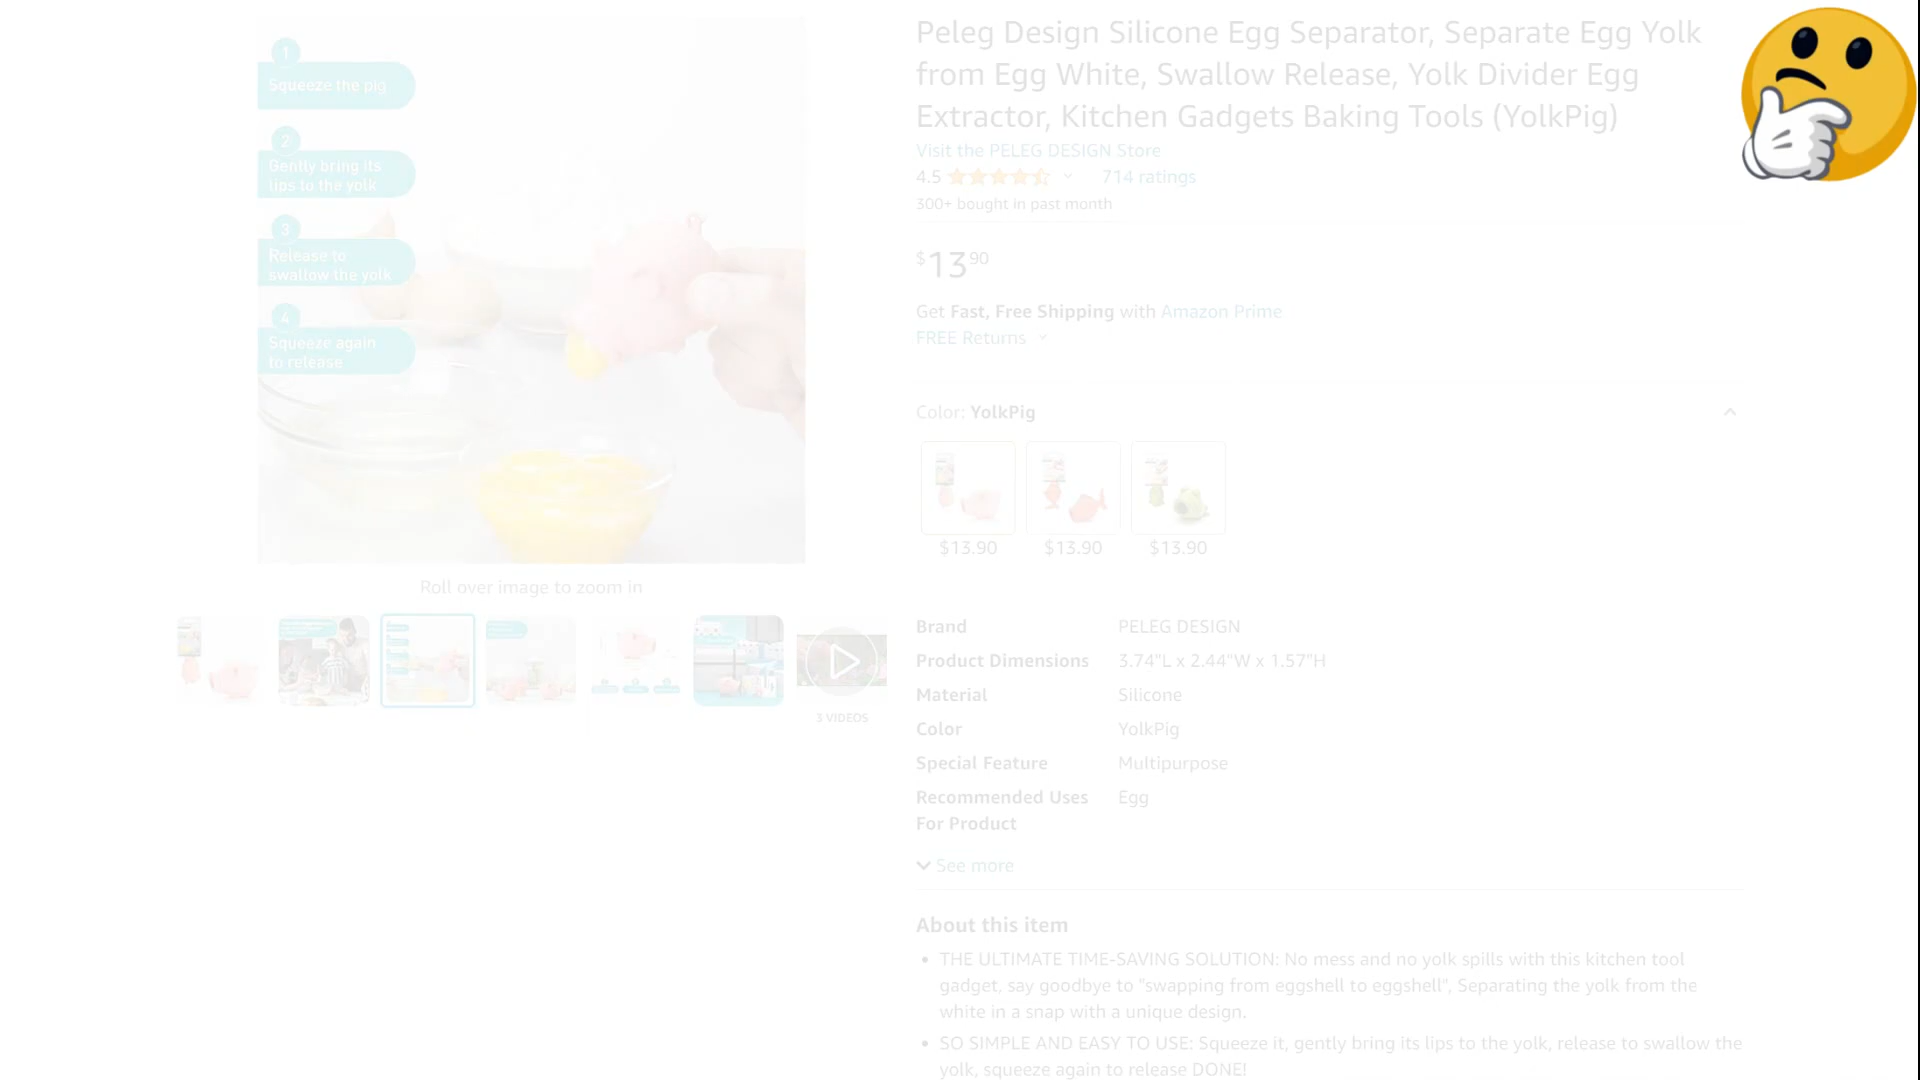 1
Squeeze the pig
2
Gently bring its
lips to the yolk
3
Release to
swallow the yolk
4
Squeeze again
to release
Roll over image to zoom in
3 VIDEOS
Peleg Design Silicone Egg Separator, Separate Egg Yolk
from Egg White, Swallow Release, Yolk Divider Egg
Extractor, Kitchen Gadgets Baking Tools (YolkPig)
Visit the PELEG DESIGN Store
4.5 714 ratings
300+ bought in past month
$13.90
Get Fast, Free Shipping with Amazon Prime
FREE Returns
Color: YolkPig
$13.90 $13.90 $13.90
Brand PELEG DESIGN
Product Dimensions 3.74"L x 2.44"W x 1.57"H
Material Silicone
Color YolkPig
Special Feature Multipurpose
Recommended Uses Egg
For Product
See more
About this item
• THE ULTIMATE TIME-SAVING SOLUTION: No mess and no yolk spills with this kitchen tool
gadget, say goodbye to "swapping from eggshell to eggshell", Separating the yolk from the
white in a snap with a unique design.
• SO SIMPLE AND EASY TO USE: Squeeze it, gently bring its lips to the yolk, release to swallow the
yolk, squeeze again to release DONE!